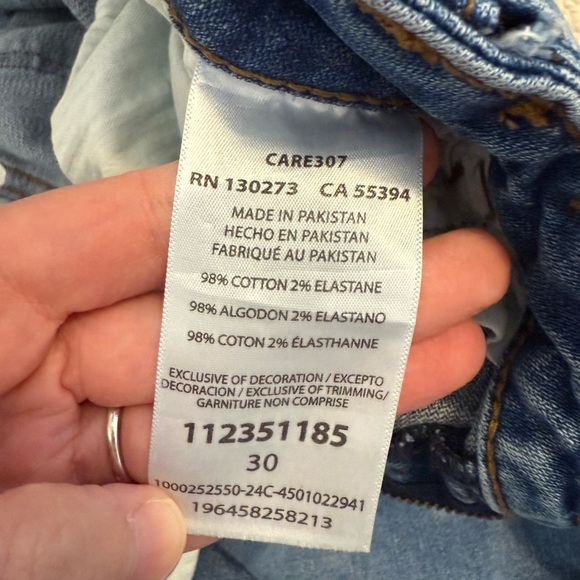 CARE307
RN 130273 CA 55394
MADE IN PAKISTAN
HECHO EN PAKISTAN
FABRIQUÉ AU PAKISTAN
98% COTTON 2% ELASTANE
98% ALGODON 2% ELASTANO
98% COTON 2% ÉLASTHANNE
EXCLUSIVE OF DECORATION / EXCEPTO
DECORACION / EXCLUSIVE OF TRIMMING/
GARNITURE NON COMPRISE
112351185
30
1000252550-24C-4501022941
196458258213